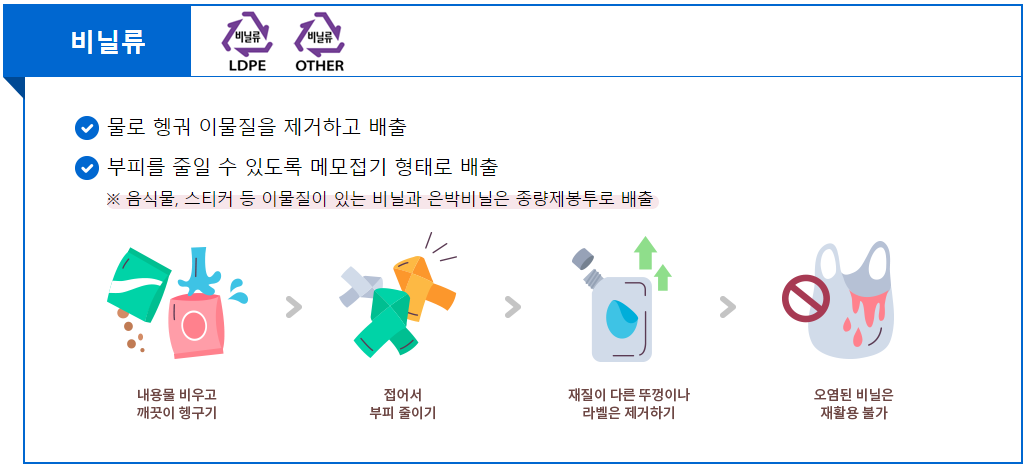 비닐류
비닐류
LDPE
비닐류
OTHER
물로 헹궈 이물질을 제거하고 배출
부피를 줄일 수 있도록 메모접기 형태로 배출
※ 음식물, 스티커 등 이물질이 있는 비닐과 은박비닐은 종량제봉투로 배출
내용물 비우고
깨끗이 헹구기
접어서
부피 줄이기
재질이 다른 뚜껑이나
라벨은 제거하기
오염된 비닐은
재활용 불가